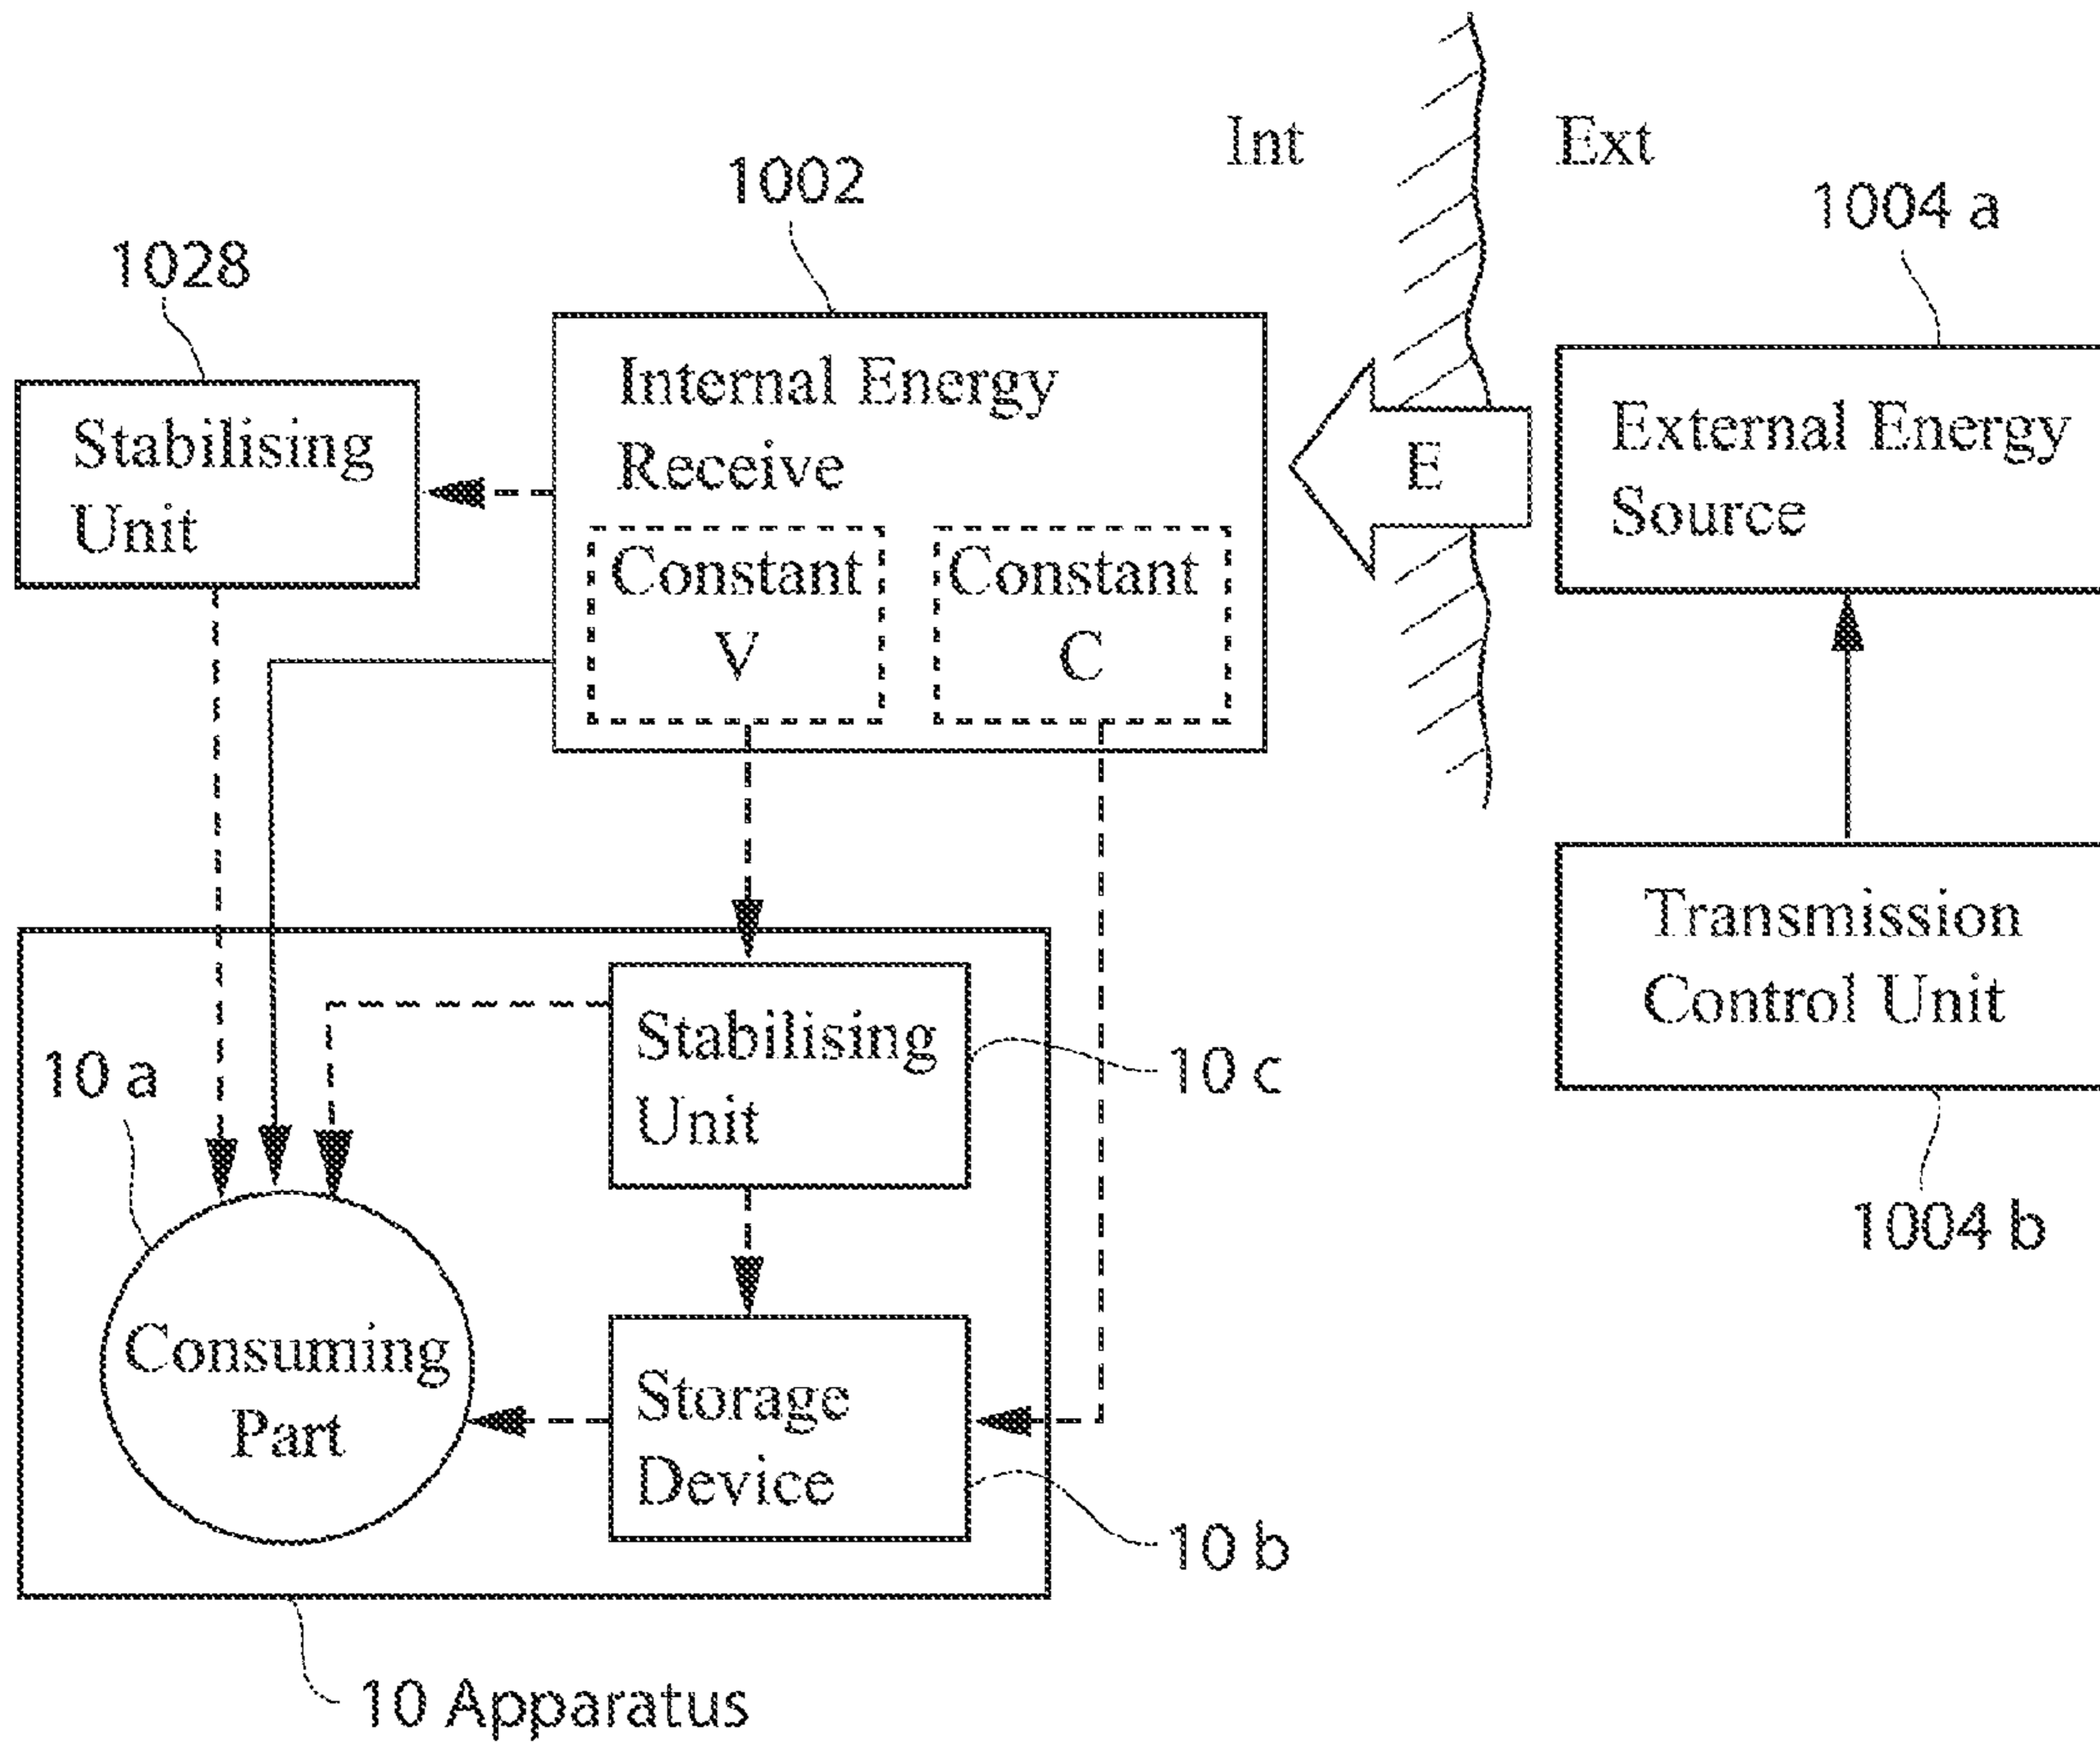 Int
Ext
1002
1004 a
1028
Internal Energy
Receive
Stabilising
Unit
E
External Energy
Source
Constant
V
Constant
C
Transmission
Control Unit
10 a
Stabilising
Unit
10 c
1004 b
Consuming
Part
Storage
Device
10 b
10 Apparatus